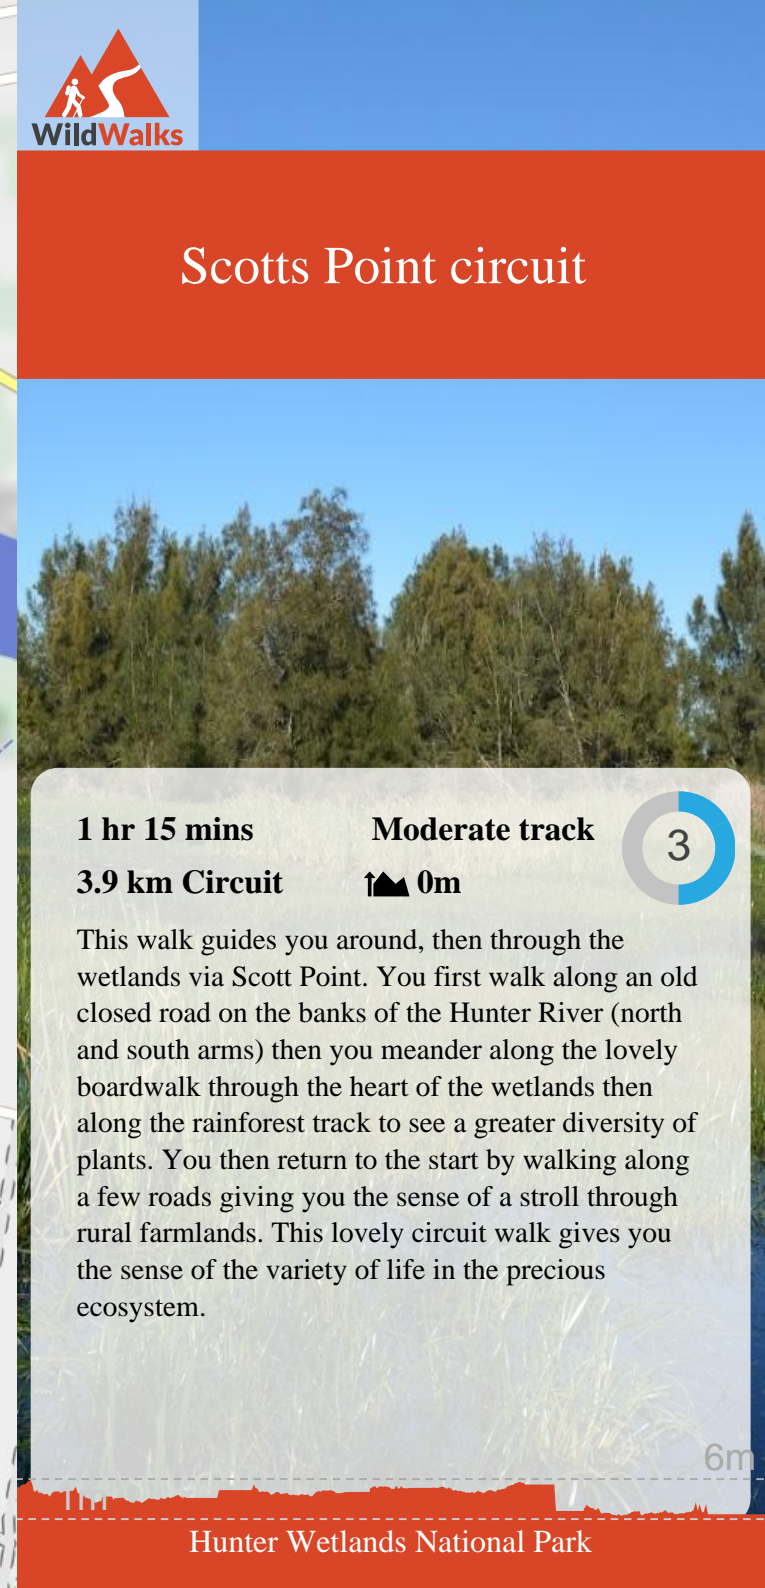 WildWalks
Scotts Point circuit
1 hr 15 mins
Moderate track
3
3.9 km Circuit
0m
This walk guides you around, then through the
wetlands via Scott Point. You first walk along an old
closed road on the banks of the Hunter River (north
and south arms) then you meander along the lovely
boardwalk through the heart of the wetlands then
along the rainforest track to see a greater diversity of
plants. You then return to the start by walking along
a few roads giving you the sense of a stroll through
rural farmlands. This lovely circuit walk gives you
the sense of the variety of life in the precious
ecosystem.
6m
Hunter Wetlands National Park